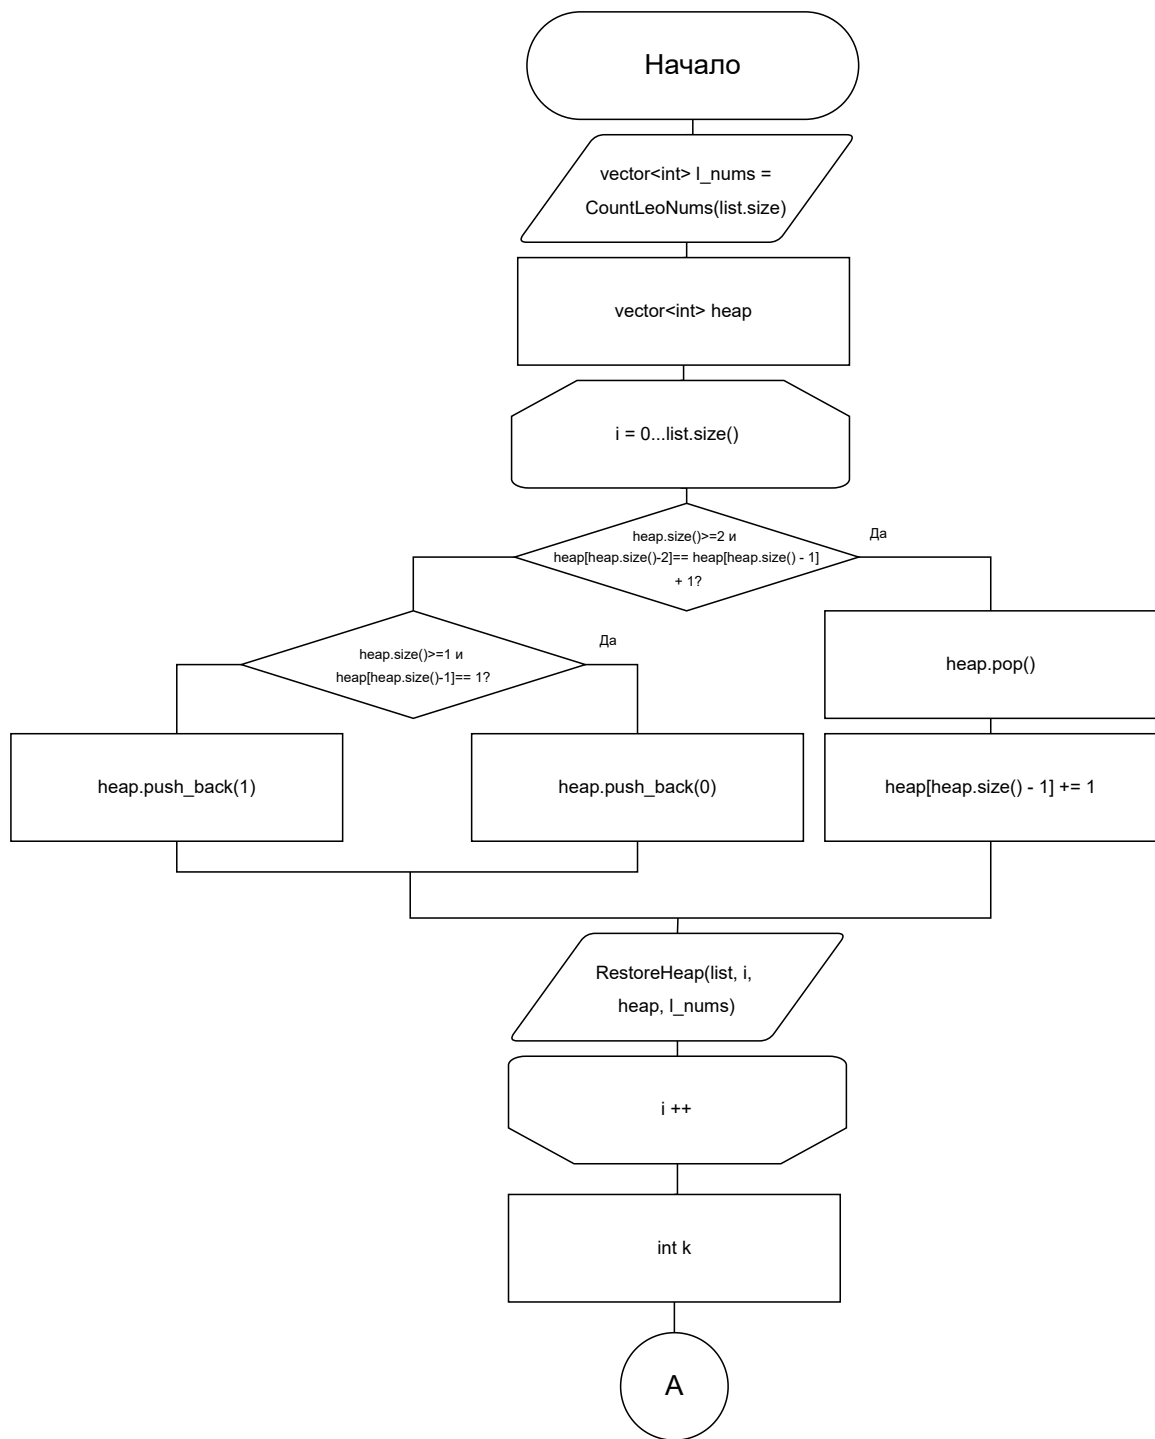 Начало
vector<int> l_nums =
CountLeoNums(list.size)
vector<int> heap
i = 0...list.size()
heap.size()>=2 и
heap[heap.size()-2]== heap[heap.size() - 1]
+ 1?
Да
heap.size()>=1 и
heap[heap.size()-1]== 1?
Да
heap.pop()
heap.push_back(1)
heap.push_back(0)
heap[heap.size() - 1] += 1
RestoreHeap(list, i,
heap, l_nums)
i ++
int k
A